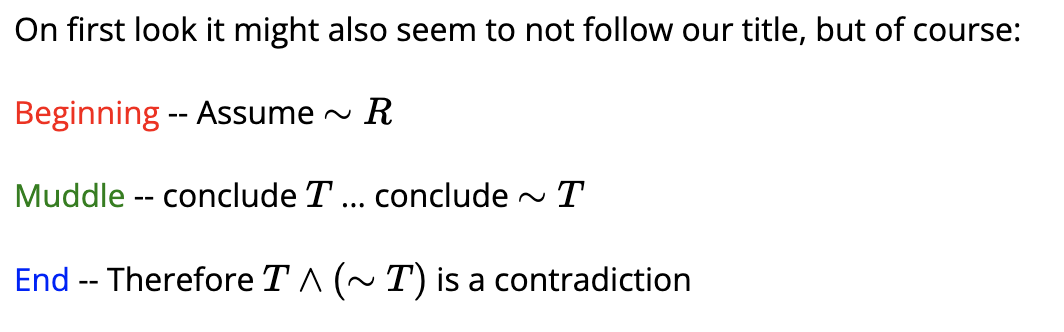 On first look it might also seem to not follow our title, but of course:
Beginning -- Assume ∼ R
Muddle -- conclude T ... conclude ∼ T
End -- Therefore T ∧ (∼ T) is a contradiction